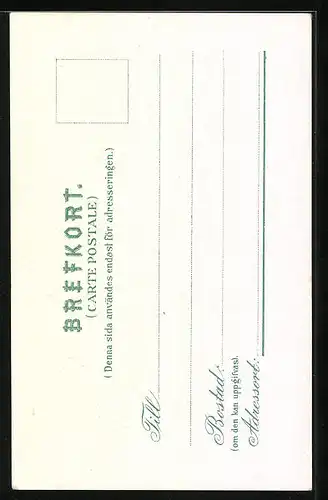 BREFKORT.
(CARTE POSTALE)
(Denna sida användes endast för adresseringen.)
Till
Bostad:
(om den kan uppgifvas).
Adressort: